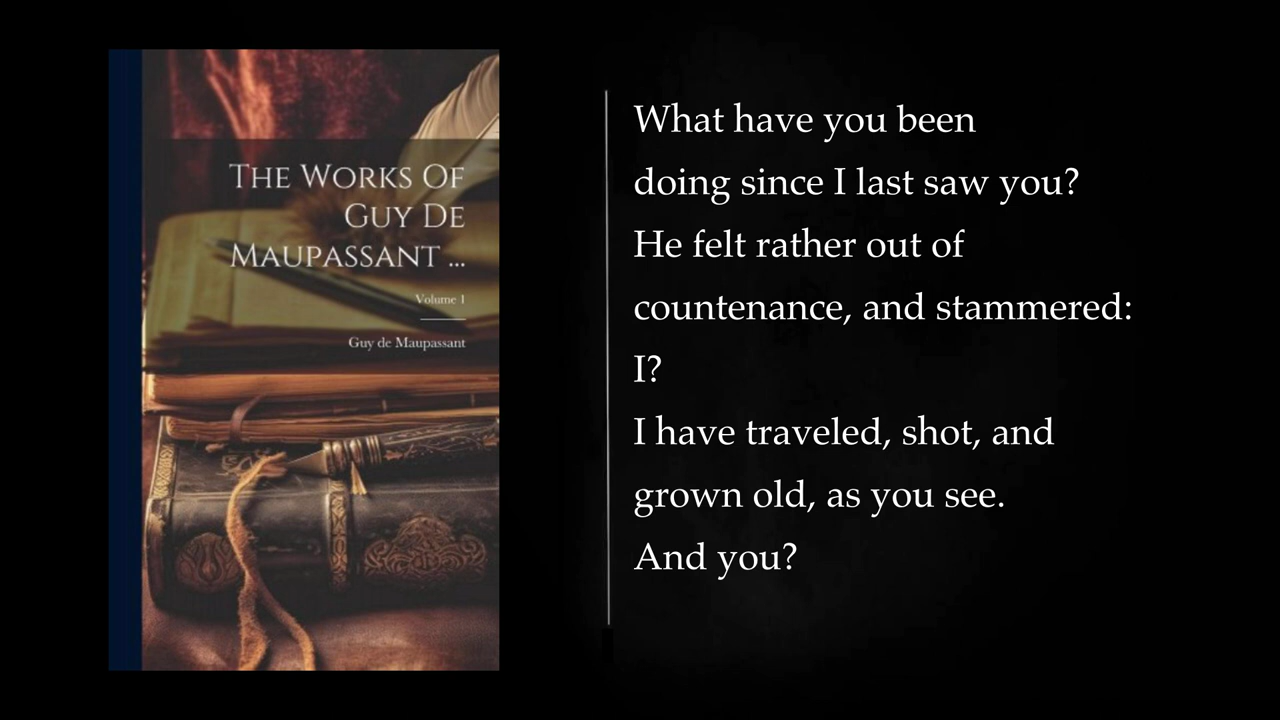 The Works Of
Guy De
Maupassant ...
Volume 1
Guy de Maupassant
What have you been
doing since I last saw you?
He felt rather out of
countenance, and stammered:
I?
I have traveled, shot, and
grown old, as you see.
And you?